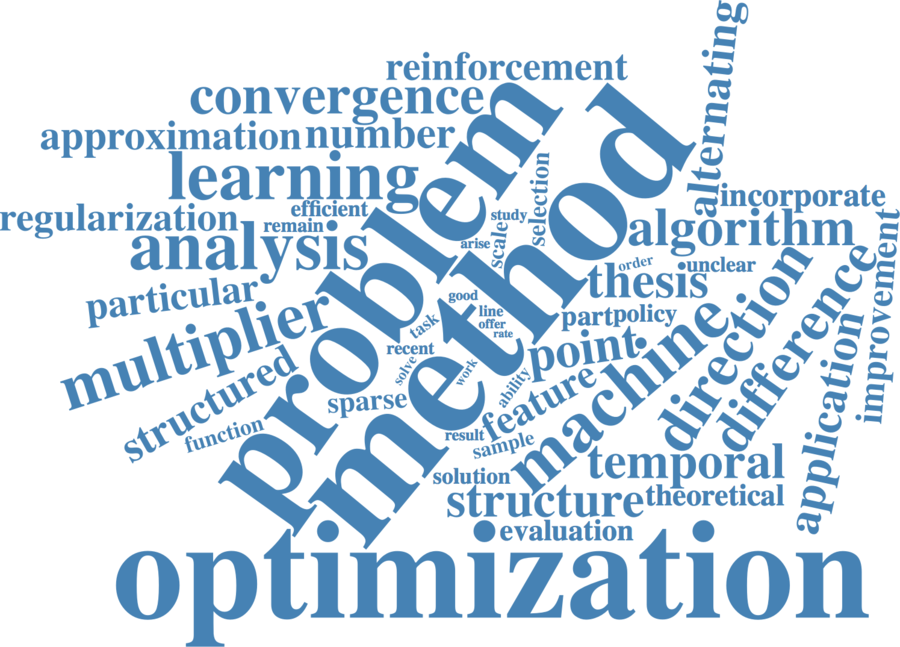 reinforcement
convergence
alternating
approximation
number
problem
method
learning
selection
incorporate
regularization
efficient
remain
study
scale
arise
algorithm
improvement
analysis
order
unclear
thesis
particular
good
line
offer
rate
task
part
policy
direction
difference
multiplier
recent
solve
work
point
machine
application
structured
sparse
ability
feature
function
result
sample
temporal
solution
structure
theoretical
evaluation
optimization